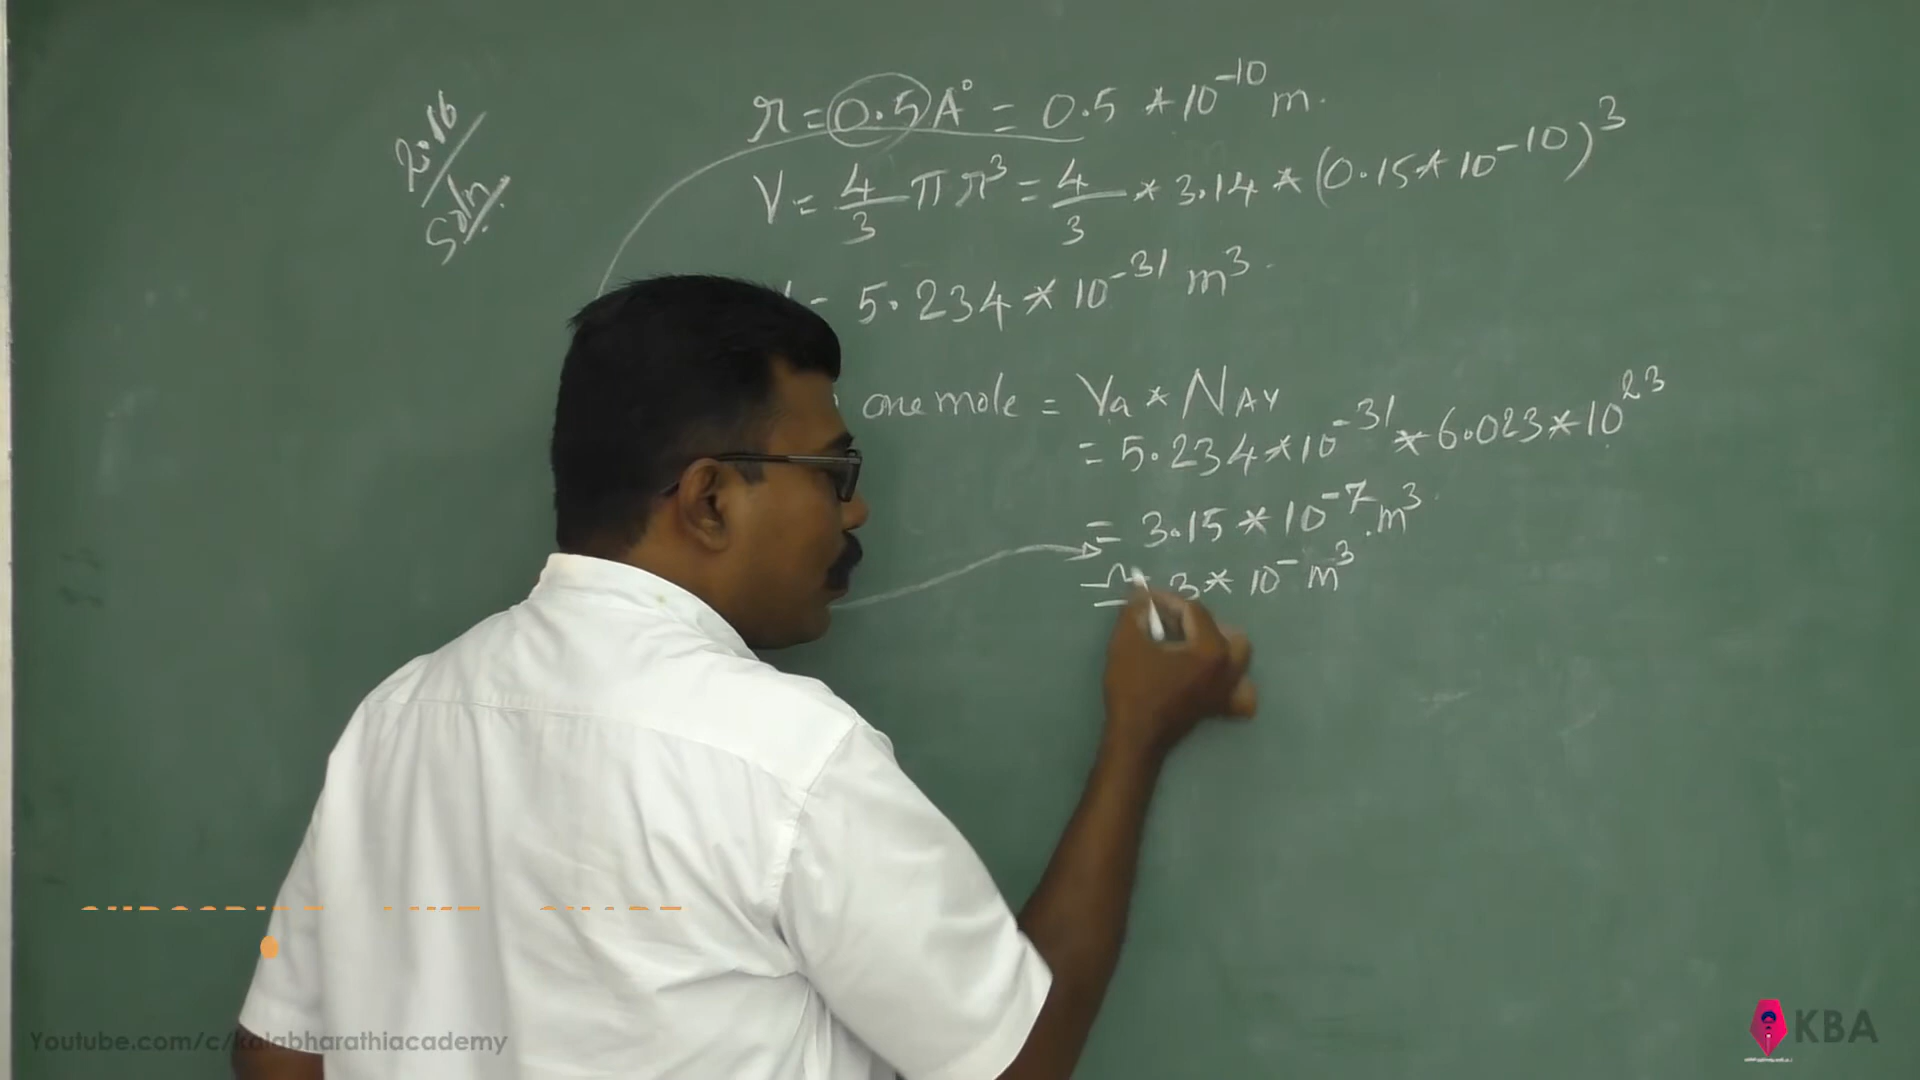 2.16
Soln
r = 0.5 A° = 0.5 * 10^-10 m.
V = 4/3 π r^3 = 4/3 * 3.14 * (0.15 * 10^-10)^3
= 5.234 * 10^-31 m^3.
one mole = Va * NAV
= 5.234 * 10^-31 * 6.023 * 10^23
= 3.15 * 10^-7 m^3.
3 * 10^- m^3
Youtube.com/c/kalabharathiacademy
KBA